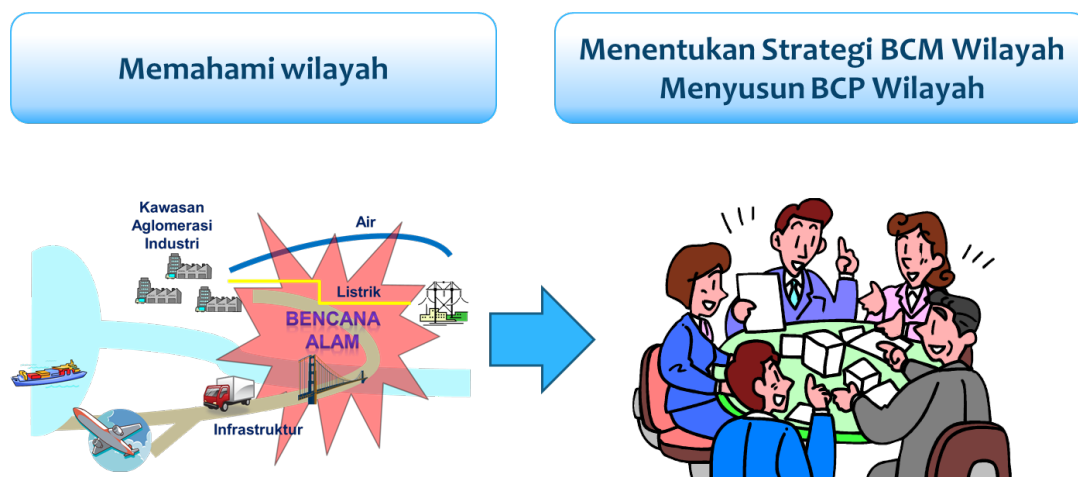 Memahami wilayah
Menentukan Strategi BCM Wilayah
Menyusun BCP Wilayah
Kawasan
Aglomerasi
Industri
Air
Listrik
BENCANA
ALAM
Infrastruktur